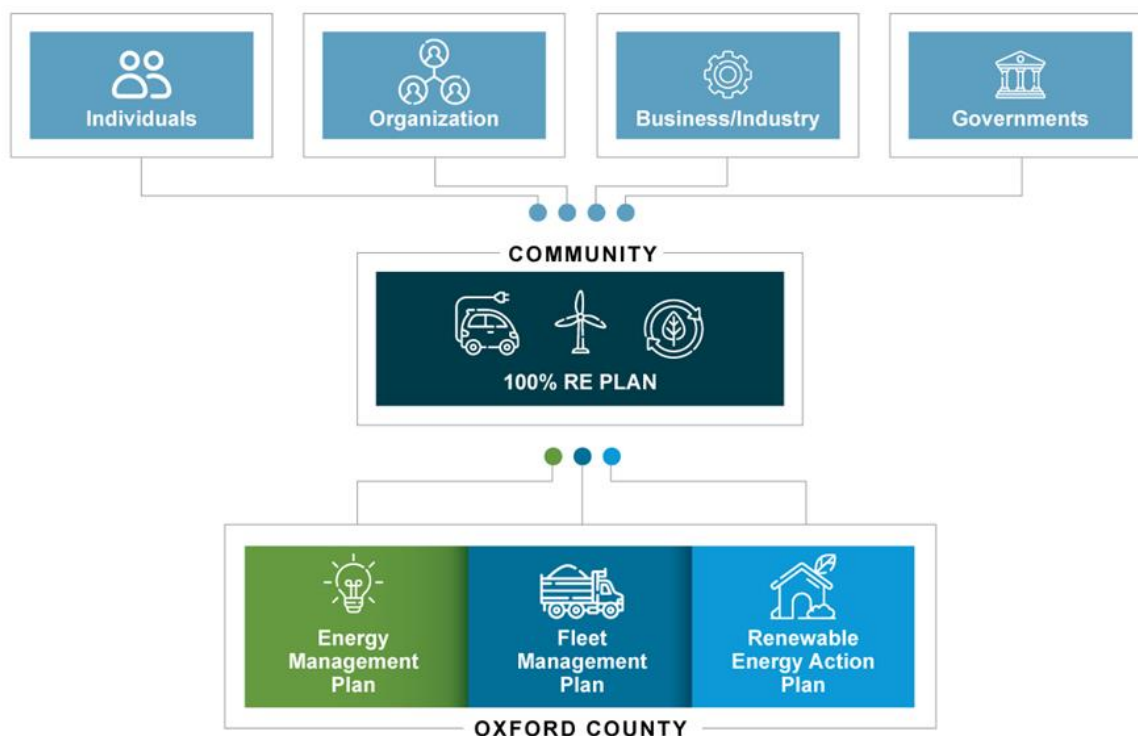 Individuals
Organization
Business/Industry
Governments
COMMUNITY
100% RE PLAN
Energy
Management
Plan
Fleet
Management
Plan
Renewable
Energy Action
Plan
OXFORD COUNTY